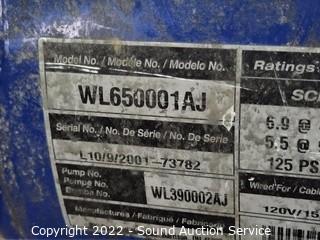 Model No. / Modèle No. / Modelo No.
Ratings
WL650001AJ
SC
Serial No. / No. De Série / No. De Serie
6.9 @
L10/9/2001-73782
5.5 @
125 PS
Pump No.
Pompe No.
Bomba No.
WL390002AJ
Wired For / Cabl
Manufactures / Fabriqué / Fabricado
120V/15
Copyright 2022 - Sound Auction Service